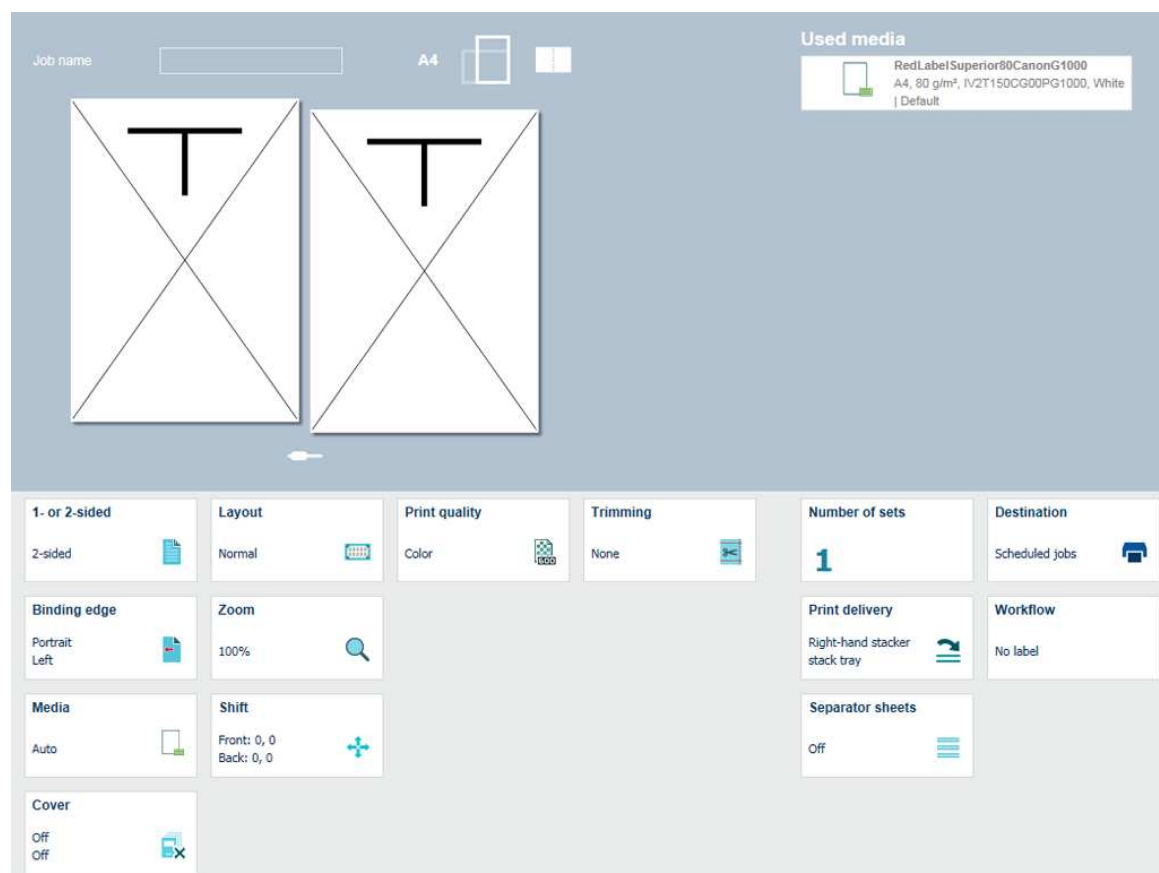 Job name
A4
Used media
RedLabelSuperior80CanonG1000
A4, 80 g/m², IV2T150CG00PG1000, White
| Default
T
T
1- or 2-sided
2-sided
Layout
Normal
Print quality
Color
600
Trimming
None
Number of sets
1
Destination
Scheduled jobs
Binding edge
Portrait
Left
Zoom
100%
Print delivery
Right-hand stacker
stack tray
Workflow
No label
Media
Auto
Shift
Front: 0, 0
Back: 0, 0
Separator sheets
Off
Cover
Off
Off